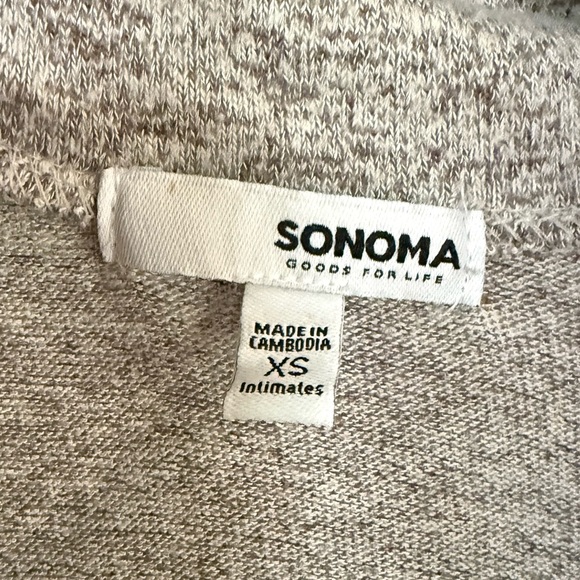 SONOMA
GOODS FOR LIFE
MADE IN
CAMBODIA
XS
Intimates